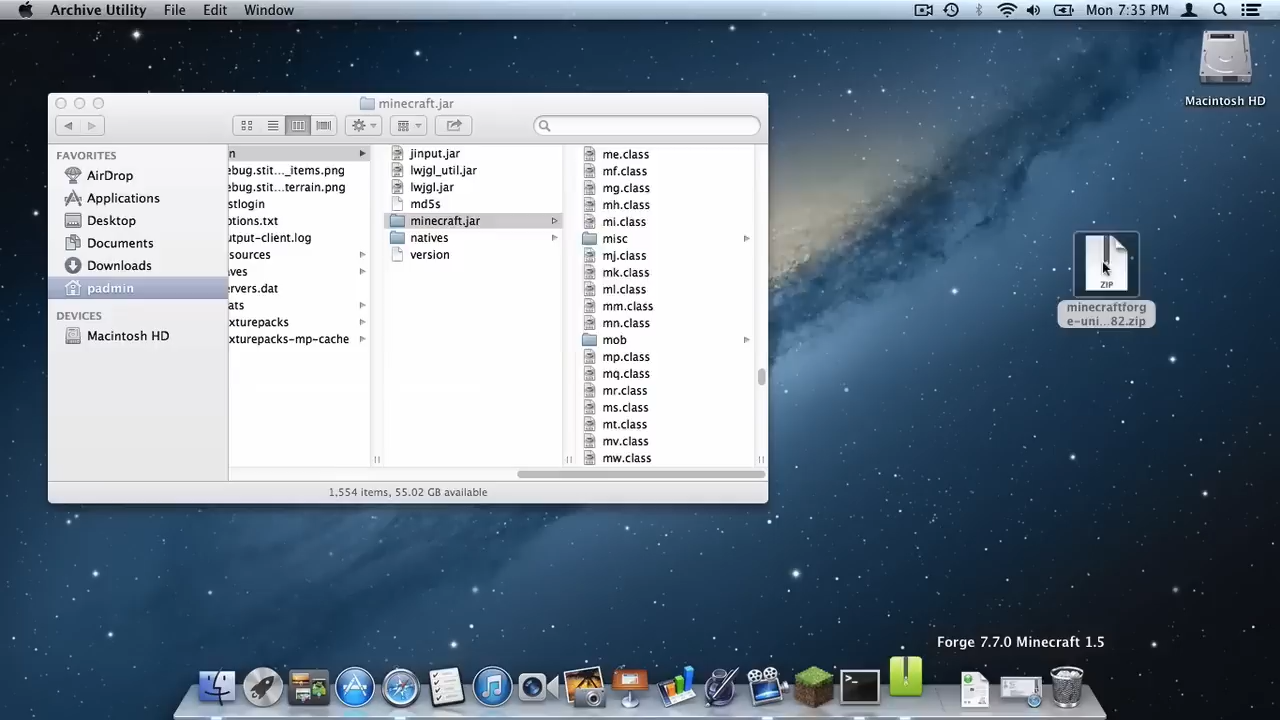 Archive Utility File Edit Window Mon 7:35 PM
Macintosh HD
minecraft.jar
FAVORITES
AirDrop
Applications
Desktop
Documents
Downloads
padmin
DEVICES
Macintosh HD
n
ebug.stit..._items.png
ebug.stit...terrain.png
stlogin
ptions.txt
utput-client.log
sources
aves
ervers.dat
ats
exturepacks
exturepacks-mp-cache
jinput.jar
lwjgl_util.jar
lwjgl.jar
md5s
minecraft.jar
natives
version
me.class
mf.class
mg.class
mh.class
mi.class
misc
mj.class
mk.class
ml.class
mm.class
mn.class
mob
mp.class
mq.class
mr.class
ms.class
mt.class
mv.class
mw.class
1,554 items, 55.02 GB available
ZIP
minecraftforg
e-uni...82.zip
Forge 7.7.0 Minecraft 1.5